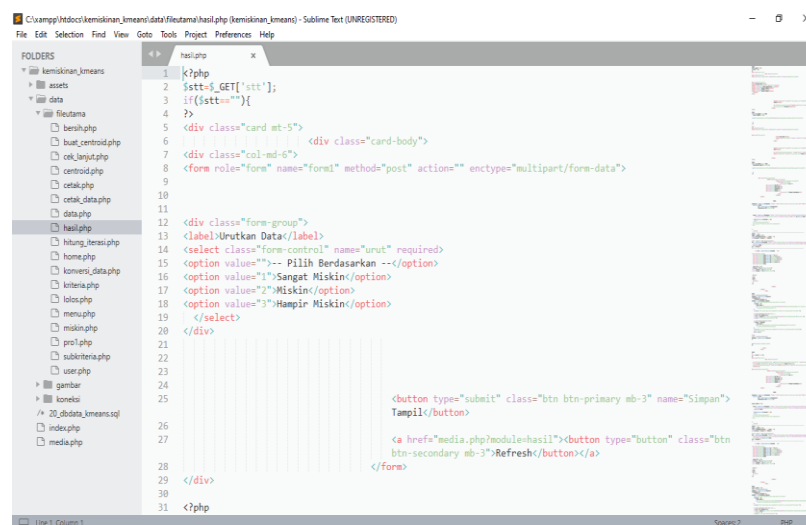 C:\xampp\htdocs\kemiskinan_kmeans\data\fileutama\hasil.php (kemiskinan_kmeans) - Sublime Text (UNREGISTERED)
File Edit Selection Find View Goto Tools Project Preferences Help
FOLDERS
kemiskinan_kmeans
assets
data
fileutama
bersih.php
buat_centroid.php
cek_lanjut.php
centroid.php
cetak.php
cetak_data.php
data.php
hasil.php
hitung_iterasi.php
home.php
konversi_data.php
kriteria.php
lolos.php
menu.php
miskin.php
pro1.php
subkriteria.php
user.php
gambar
koneksi
/* 20_dbdata_kmeans.sql
index.php
media.php
hasil.php x
1 <?php
2 $stt=$_GET['stt'];
3 if($stt==""){
4 ?>
5 <div class="card mt-5">
6 <div class="card-body">
7 <div class="col-md-6">
8 <form role="form" name="form1" method="post" action="" enctype="multipart/form-data">
9
10
11
12 <div class="form-group">
13 <label>Urutkan Data</label>
14 <select class="form-control" name="urut" required>
15 <option value="">-- Pilih Berdasarkan --</option>
16 <option value="1">Sangat Miskin</option>
17 <option value="2">Miskin</option>
18 <option value="3">Hampir Miskin</option>
19 </select>
20 </div>
21
22
23
24
25 <button type="submit" class="btn btn-primary mb-3" name="Simpan">
Tampil</button>
26
27 <a href="media.php?module=hasil"><button type="button" class="btn
btn-secondary mb-3">Refresh</button></a>
28 </form>
29 </div>
30
31 <?php
Line 1, Column 1
Spaces: 2
PHP